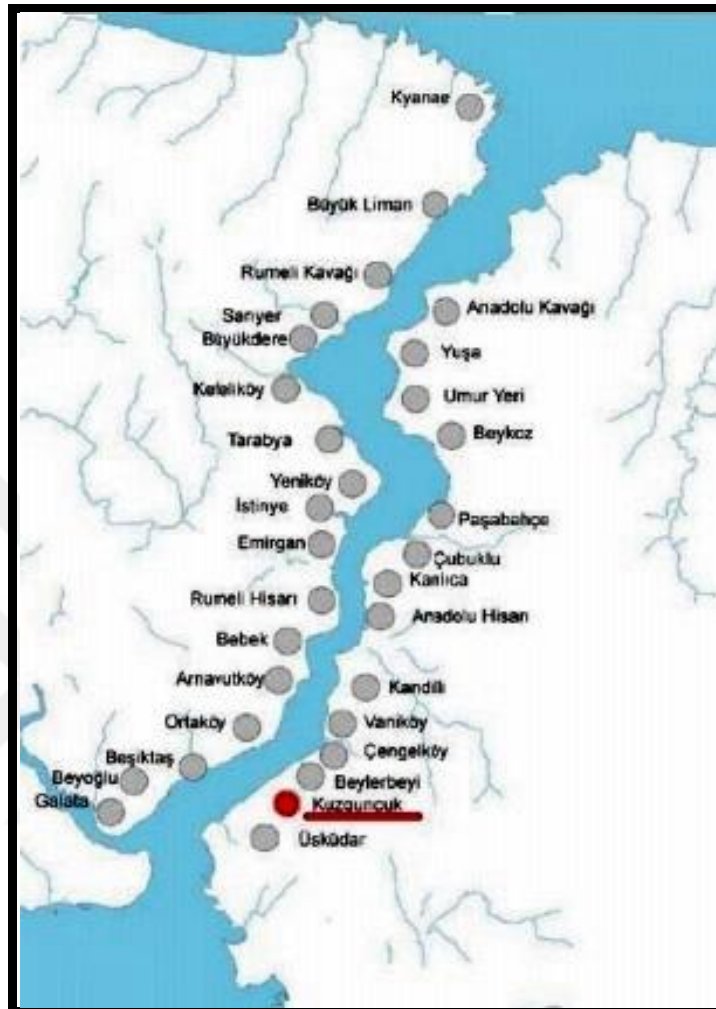 Kyanae
Büyük Liman
Rumeli Kavağı
Anadolu Kavağı
Sarıyer
Büyükdere
Yuşa
Kefeliköy
Umur Yeri
Tarabya
Beykoz
Yeniköy
İstinye
Paşabahçe
Emirgan
Çubuklu
Kanlıca
Rumeli Hisarı
Anadolu Hisarı
Bebek
Arnavutköy
Kandilli
Ortaköy
Vaniköy
Çengelköy
Beşiktaş
Beyoğlu
Beylerbeyi
Galata
Kuzguncuk
Üsküdar